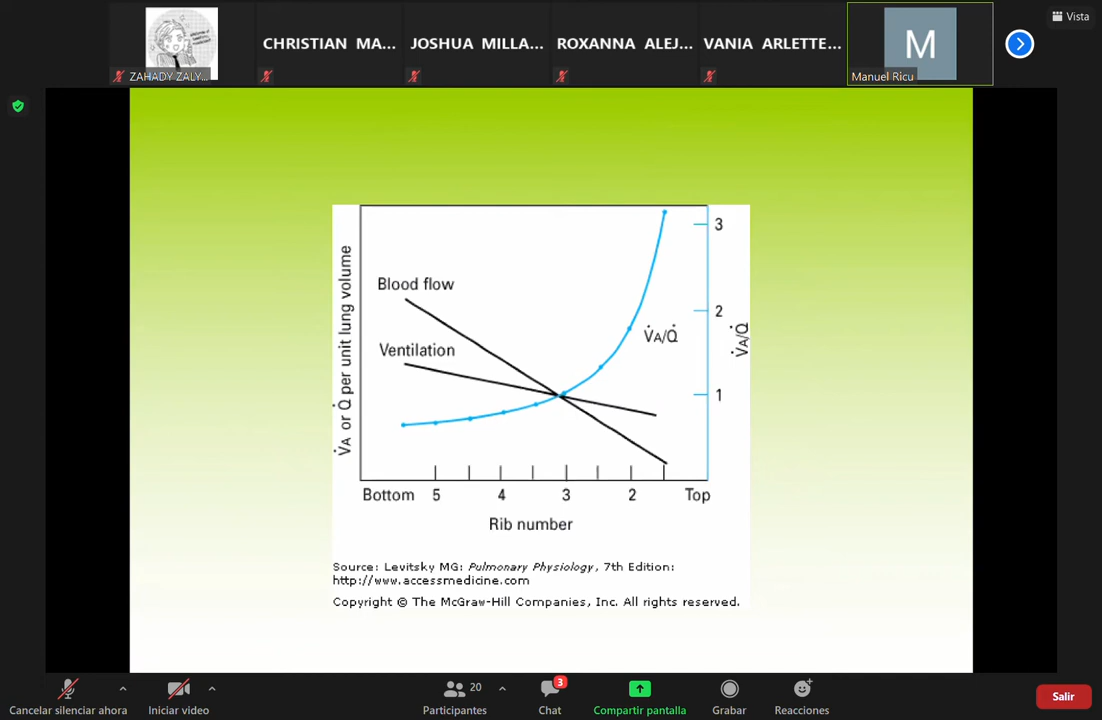 Vista
ZAHADY ZALY...
CHRISTIAN MA...
JOSHUA MILLA...
ROXANNA ALEJ...
VANIA ARLETTE...
M
Manuel Ricu
Blood flow
Ventilation
V̇A/Q̇
V̇A or Q̇ per unit lung volume
3
2
1
V̇A/Q̇
Bottom 5 4 3 2 Top
Rib number
Source: Levitsky MG: Pulmonary Physiology, 7th Edition:
http://www.accessmedicine.com
Copyright © The McGraw-Hill Companies, Inc. All rights reserved.
Cancelar silenciar ahora
Iniciar video
20
Participantes
3
Chat
Compartir pantalla
Grabar
Reacciones
Salir